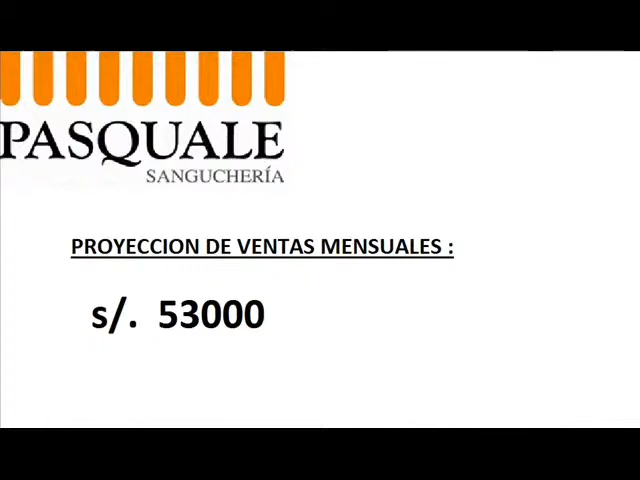 PASQUALE
SANGUCHERÍA
PROYECCION DE VENTAS MENSUALES :
s/. 53000